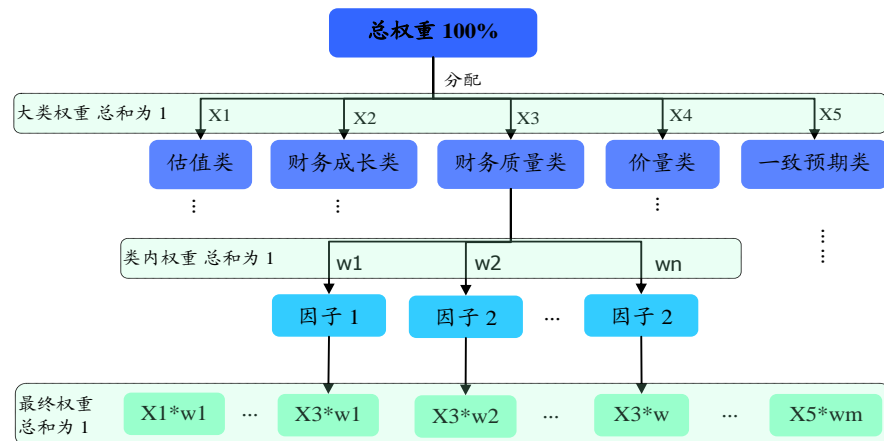 总权重 100%
分配
大类权重 总和为 1
X1
X2
X3
X4
X5
估值类
财务成长类
财务质量类
价量类
一致预期类
⋮
⋮
⋮
⋮
类内权重 总和为 1
w1
w2
wn
因子 1
因子 2
...
因子 2
最终权重
总和为 1
X1*w1
...
X3*w1
X3*w2
...
X3*w
...
X5*wm